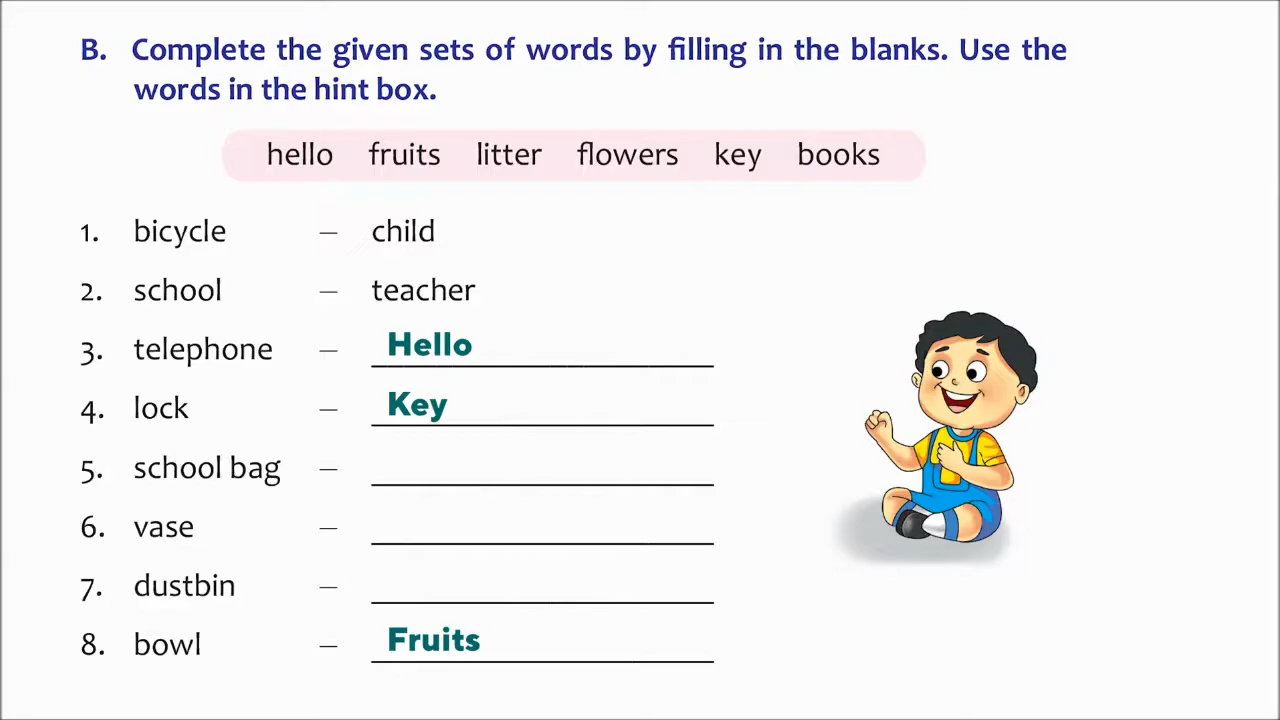 B. Complete the given sets of words by filling in the blanks. Use the
words in the hint box.
hello fruits litter flowers key books
1. bicycle – child
2. school – teacher
3. telephone – Hello
4. lock – Key
5. school bag –
6. vase –
7. dustbin –
8. bowl – Fruits